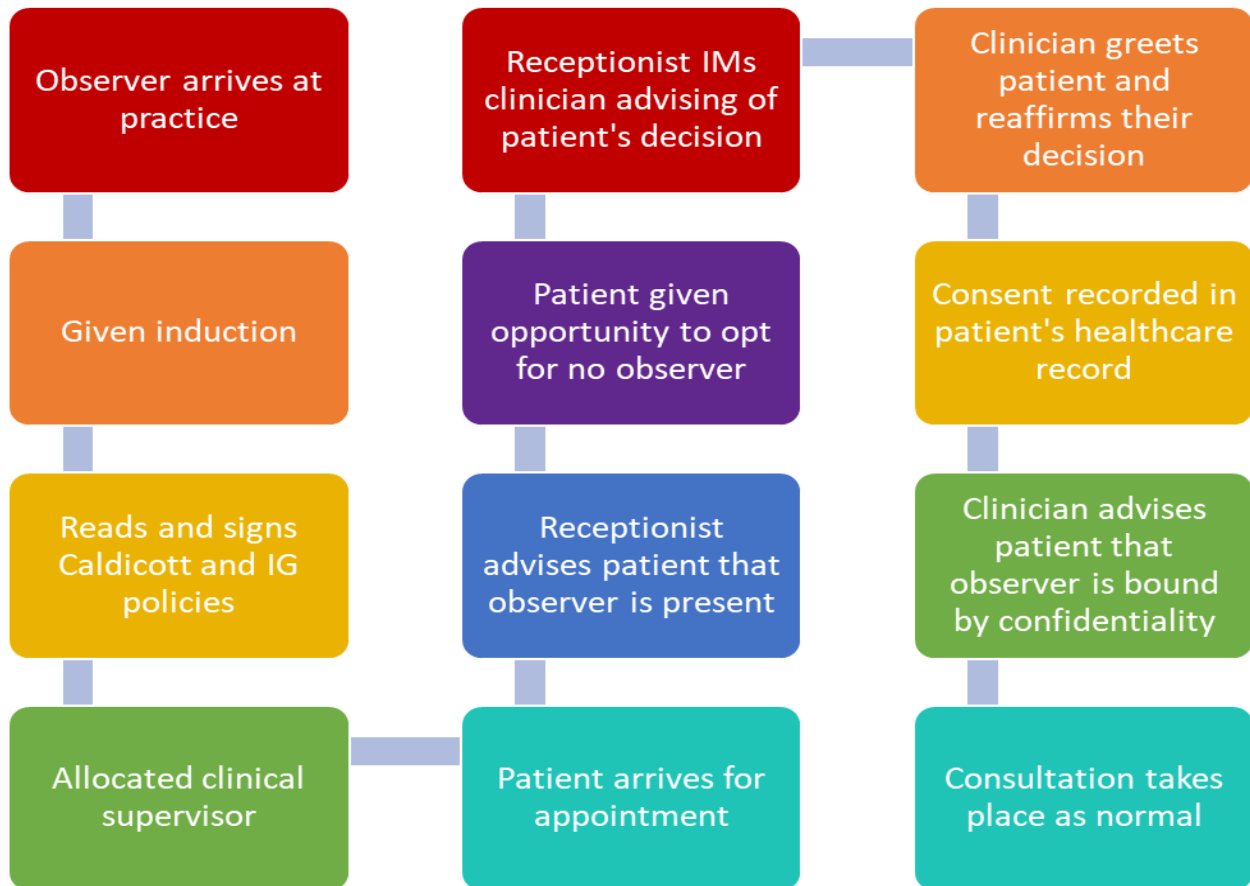 Observer arrives at
practice
Given induction
Reads and signs
Caldicott and IG
policies
Allocated clinical
supervisor
Patient arrives for
appointment
Receptionist
advises patient that
observer is present
Patient given
opportunity to opt
for no observer
Receptionist IMs
clinician advising of
patient's decision
Clinician greets
patient and
reaffirms their
decision
Consent recorded in
patient's healthcare
record
Clinician advises
patient that
observer is bound
by confidentiality
Consultation takes
place as normal